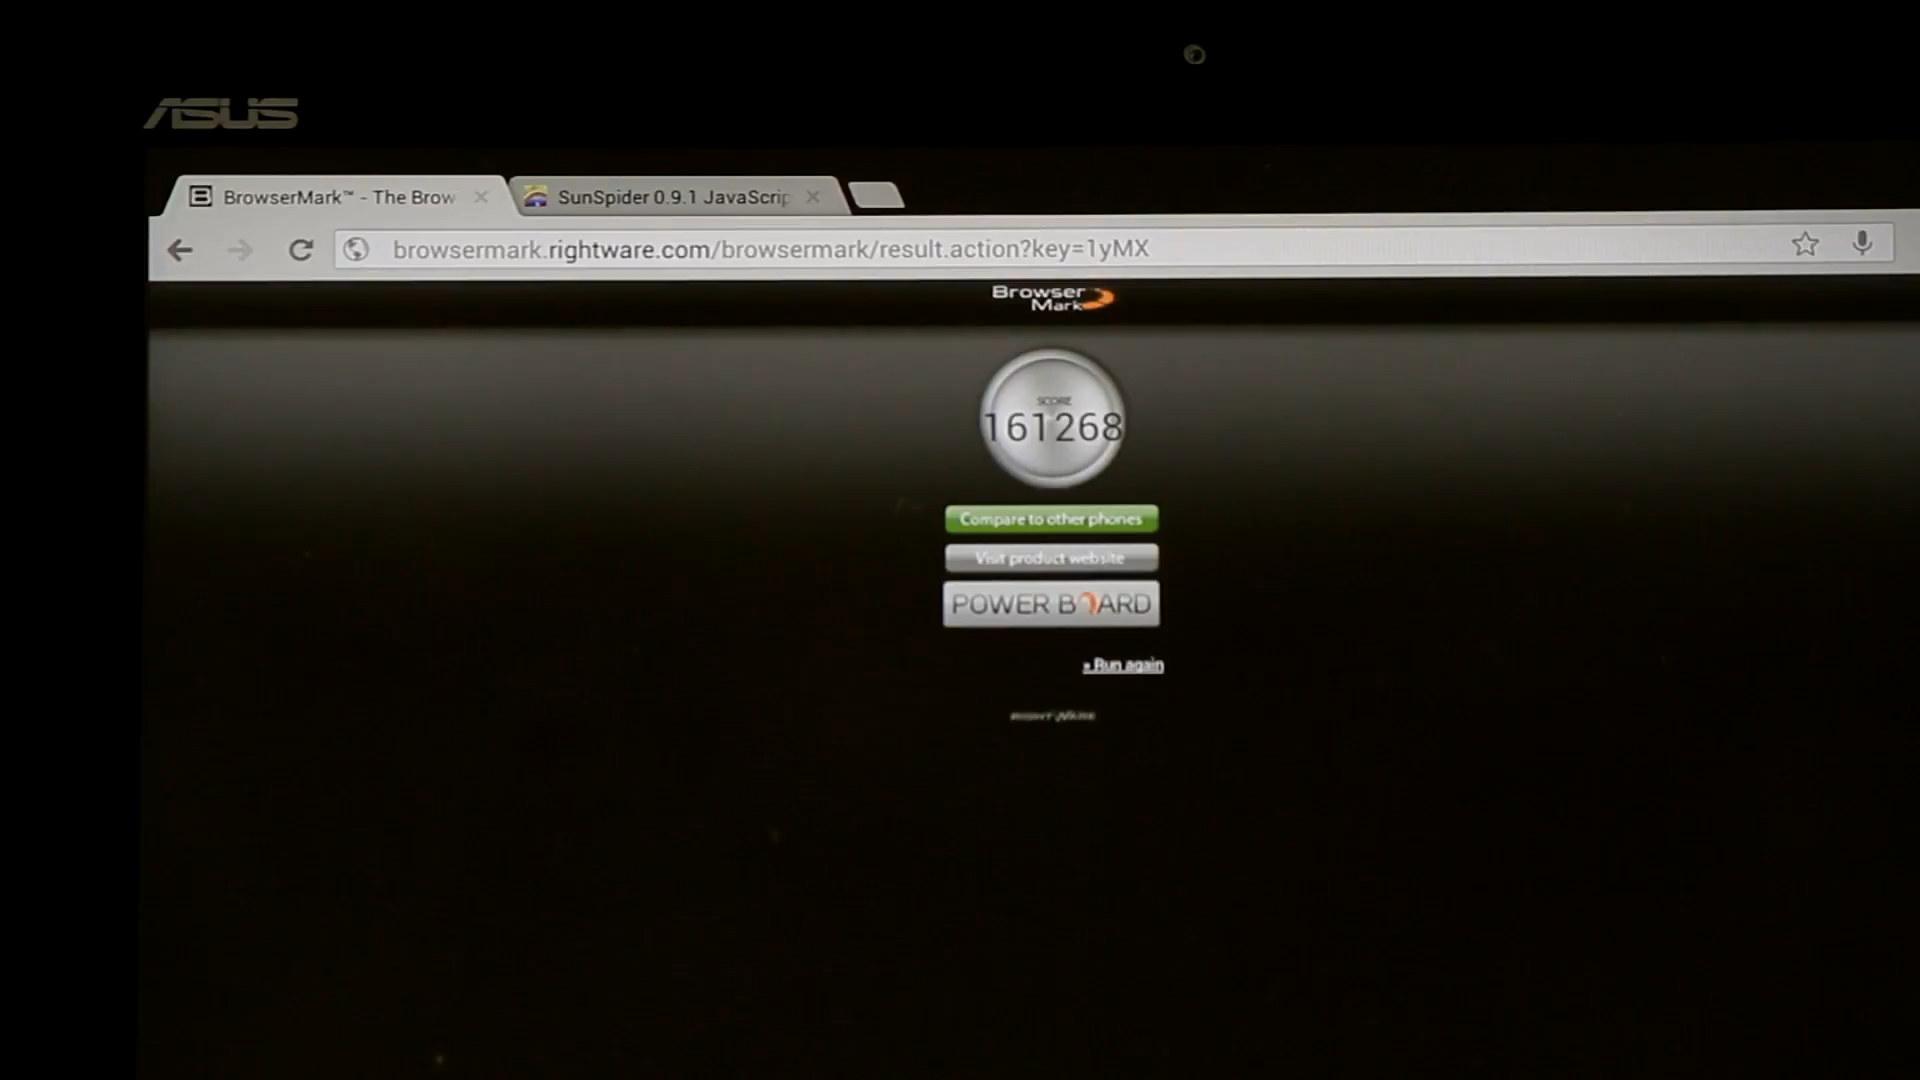 ASUS
BrowserMark™ - The Brow
SunSpider 0.9.1 JavaScrip
browsermark.rightware.com/browsermark/result.action?key=1yMX
Browser
Mark
SCORE
161268
Compare to other phones
Visit product website
POWER BOARD
» Run again
RIGHTWARE